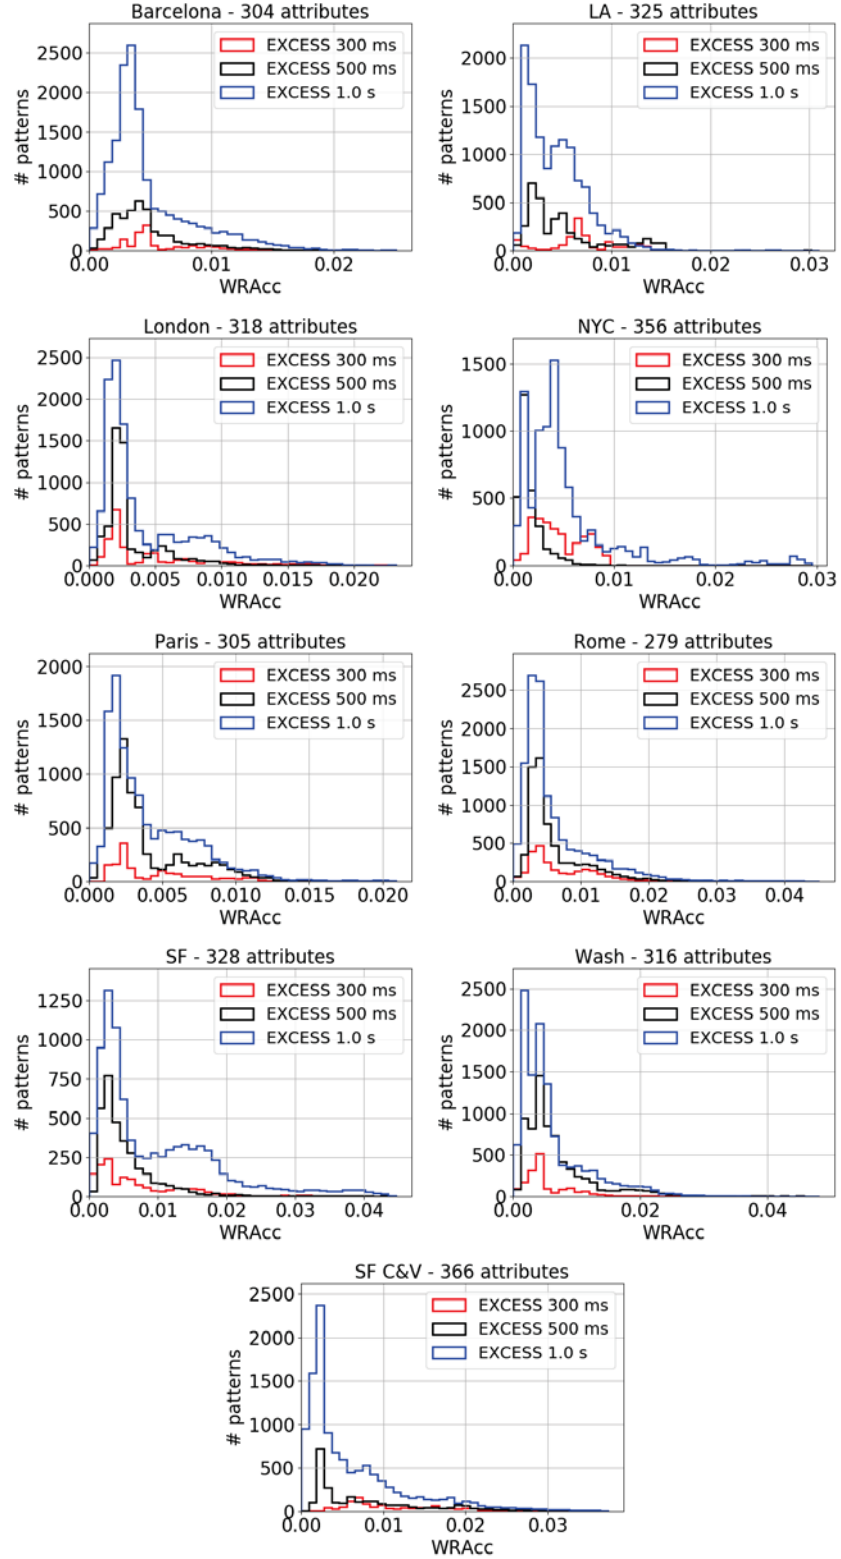 Barcelona - 304 attributes
# patterns
2500
2000
1500
1000
500
0
EXCESS 300 ms
EXCESS 500 ms
EXCESS 1.0 s
0.00 0.01 0.02
WRAcc
LA - 325 attributes
# patterns
2000
1500
1000
500
0
EXCESS 300 ms
EXCESS 500 ms
EXCESS 1.0 s
0.00 0.01 0.02 0.03
WRAcc
London - 318 attributes
# patterns
2500
2000
1500
1000
500
0
EXCESS 300 ms
EXCESS 500 ms
EXCESS 1.0 s
0.000 0.005 0.010 0.015 0.020
WRAcc
NYC - 356 attributes
# patterns
1500
1000
500
0
EXCESS 300 ms
EXCESS 500 ms
EXCESS 1.0 s
0.00 0.01 0.02 0.03
WRAcc
Paris - 305 attributes
# patterns
2000
1500
1000
500
0
EXCESS 300 ms
EXCESS 500 ms
EXCESS 1.0 s
0.000 0.005 0.010 0.015 0.020
WRAcc
Rome - 279 attributes
# patterns
2500
2000
1500
1000
500
0
EXCESS 300 ms
EXCESS 500 ms
EXCESS 1.0 s
0.00 0.01 0.02 0.03 0.04
WRAcc
SF - 328 attributes
# patterns
1250
1000
750
500
250
0
EXCESS 300 ms
EXCESS 500 ms
EXCESS 1.0 s
0.00 0.01 0.02 0.03 0.04
WRAcc
Wash - 316 attributes
# patterns
2500
2000
1500
1000
500
0
EXCESS 300 ms
EXCESS 500 ms
EXCESS 1.0 s
0.00 0.02 0.04
WRAcc
SF C&V - 366 attributes
# patterns
2500
2000
1500
1000
500
0
EXCESS 300 ms
EXCESS 500 ms
EXCESS 1.0 s
0.00 0.01 0.02 0.03
WRAcc